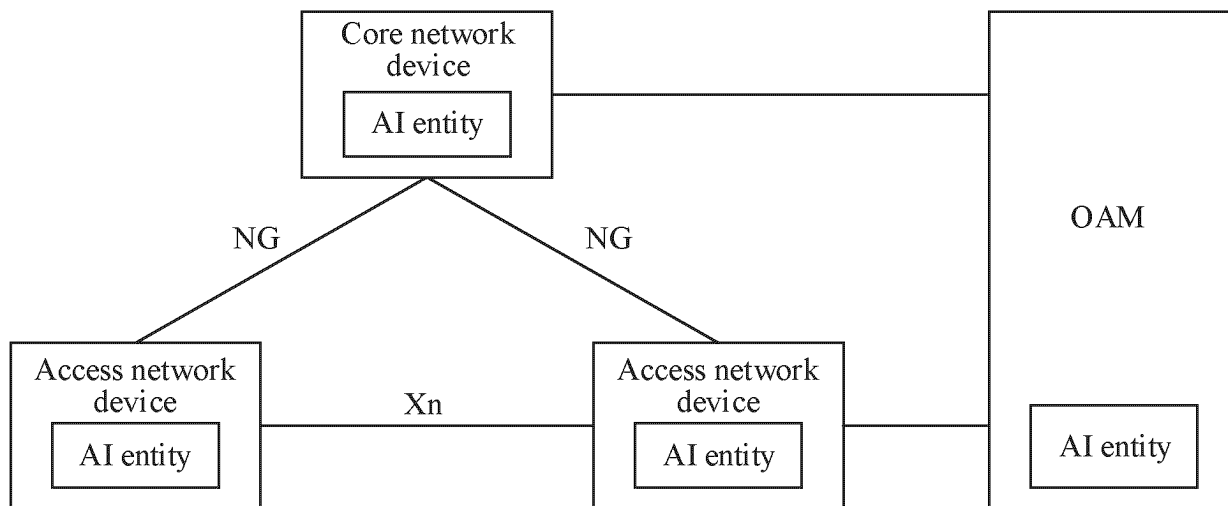 Core network
device
AI entity
OAM
NG
NG
Access network
device
AI entity
Xn
Access network
device
AI entity
AI entity